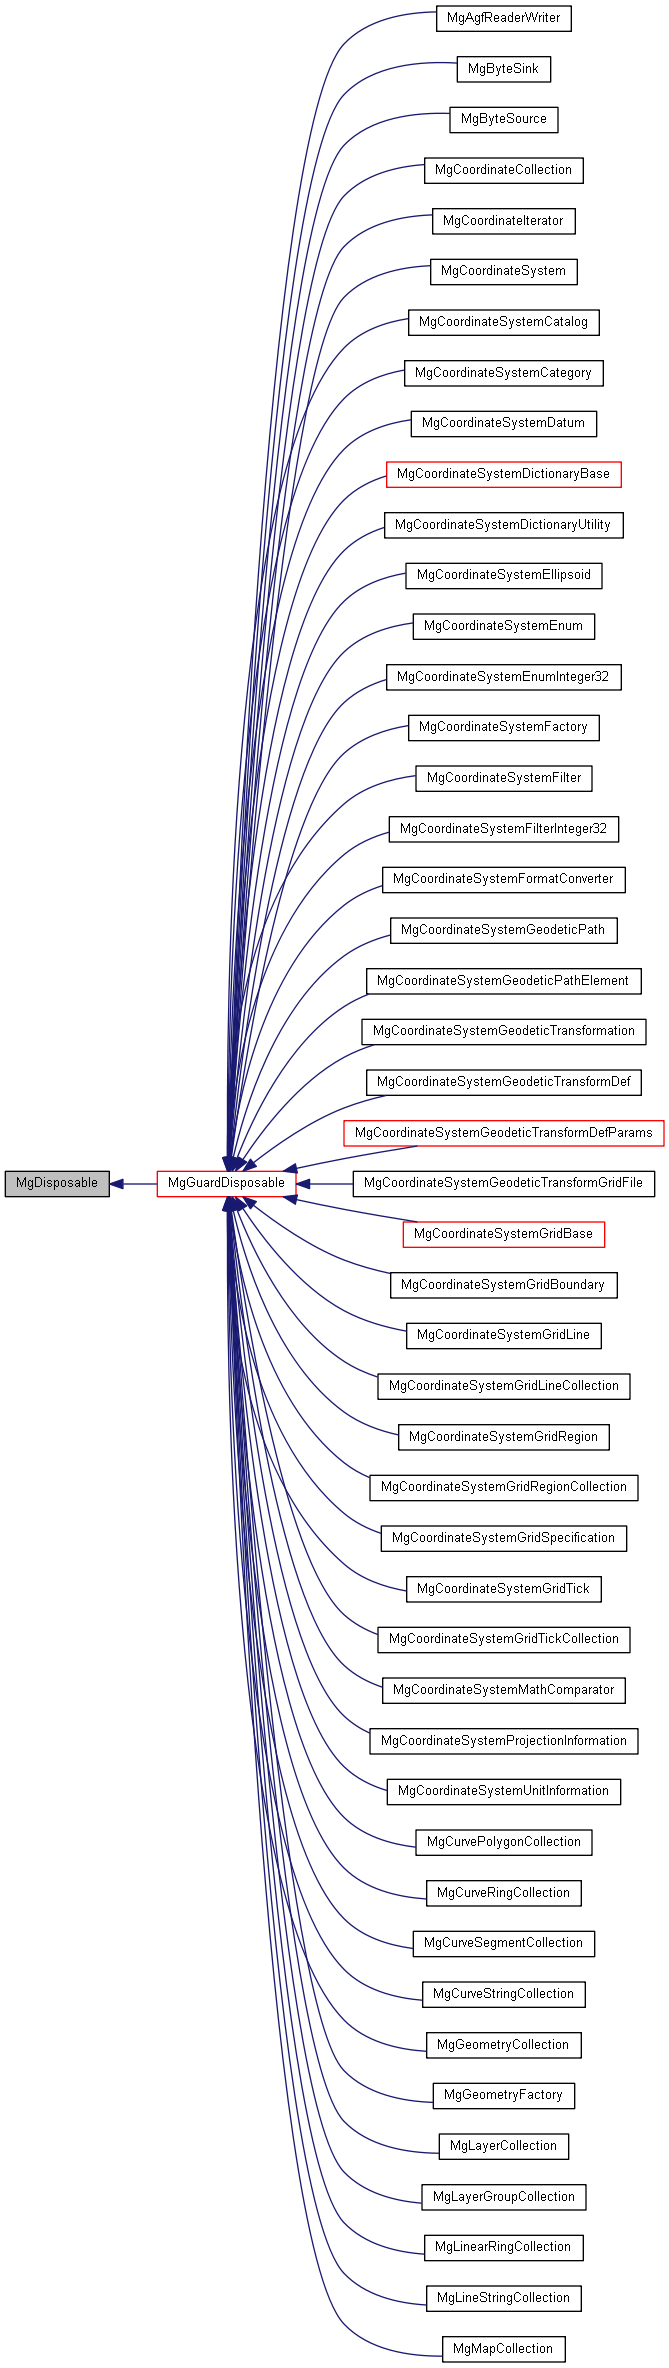 MgAgfReaderWriter
MgByteSink
MgByteSource
MgCoordinateCollection
MgCoordinateIterator
MgCoordinateSystem
MgCoordinateSystemCatalog
MgCoordinateSystemCategory
MgCoordinateSystemDatum
MgCoordinateSystemDictionaryBase
MgCoordinateSystemDictionaryUtility
MgCoordinateSystemEllipsoid
MgCoordinateSystemEnum
MgCoordinateSystemEnumInteger32
MgCoordinateSystemFactory
MgCoordinateSystemFilter
MgCoordinateSystemFilterInteger32
MgCoordinateSystemFormatConverter
MgCoordinateSystemGeodeticPath
MgCoordinateSystemGeodeticPathElement
MgCoordinateSystemGeodeticTransformation
MgCoordinateSystemGeodeticTransformDef
MgCoordinateSystemGeodeticTransformDefParams
MgDisposable
MgGuardDisposable
MgCoordinateSystemGeodeticTransformGridFile
MgCoordinateSystemGridBase
MgCoordinateSystemGridBoundary
MgCoordinateSystemGridLine
MgCoordinateSystemGridLineCollection
MgCoordinateSystemGridRegion
MgCoordinateSystemGridRegionCollection
MgCoordinateSystemGridSpecification
MgCoordinateSystemGridTick
MgCoordinateSystemGridTickCollection
MgCoordinateSystemMathComparator
MgCoordinateSystemProjectionInformation
MgCoordinateSystemUnitInformation
MgCurvePolygonCollection
MgCurveRingCollection
MgCurveSegmentCollection
MgCurveStringCollection
MgGeometryCollection
MgGeometryFactory
MgLayerCollection
MgLayerGroupCollection
MgLinearRingCollection
MgLineStringCollection
MgMapCollection